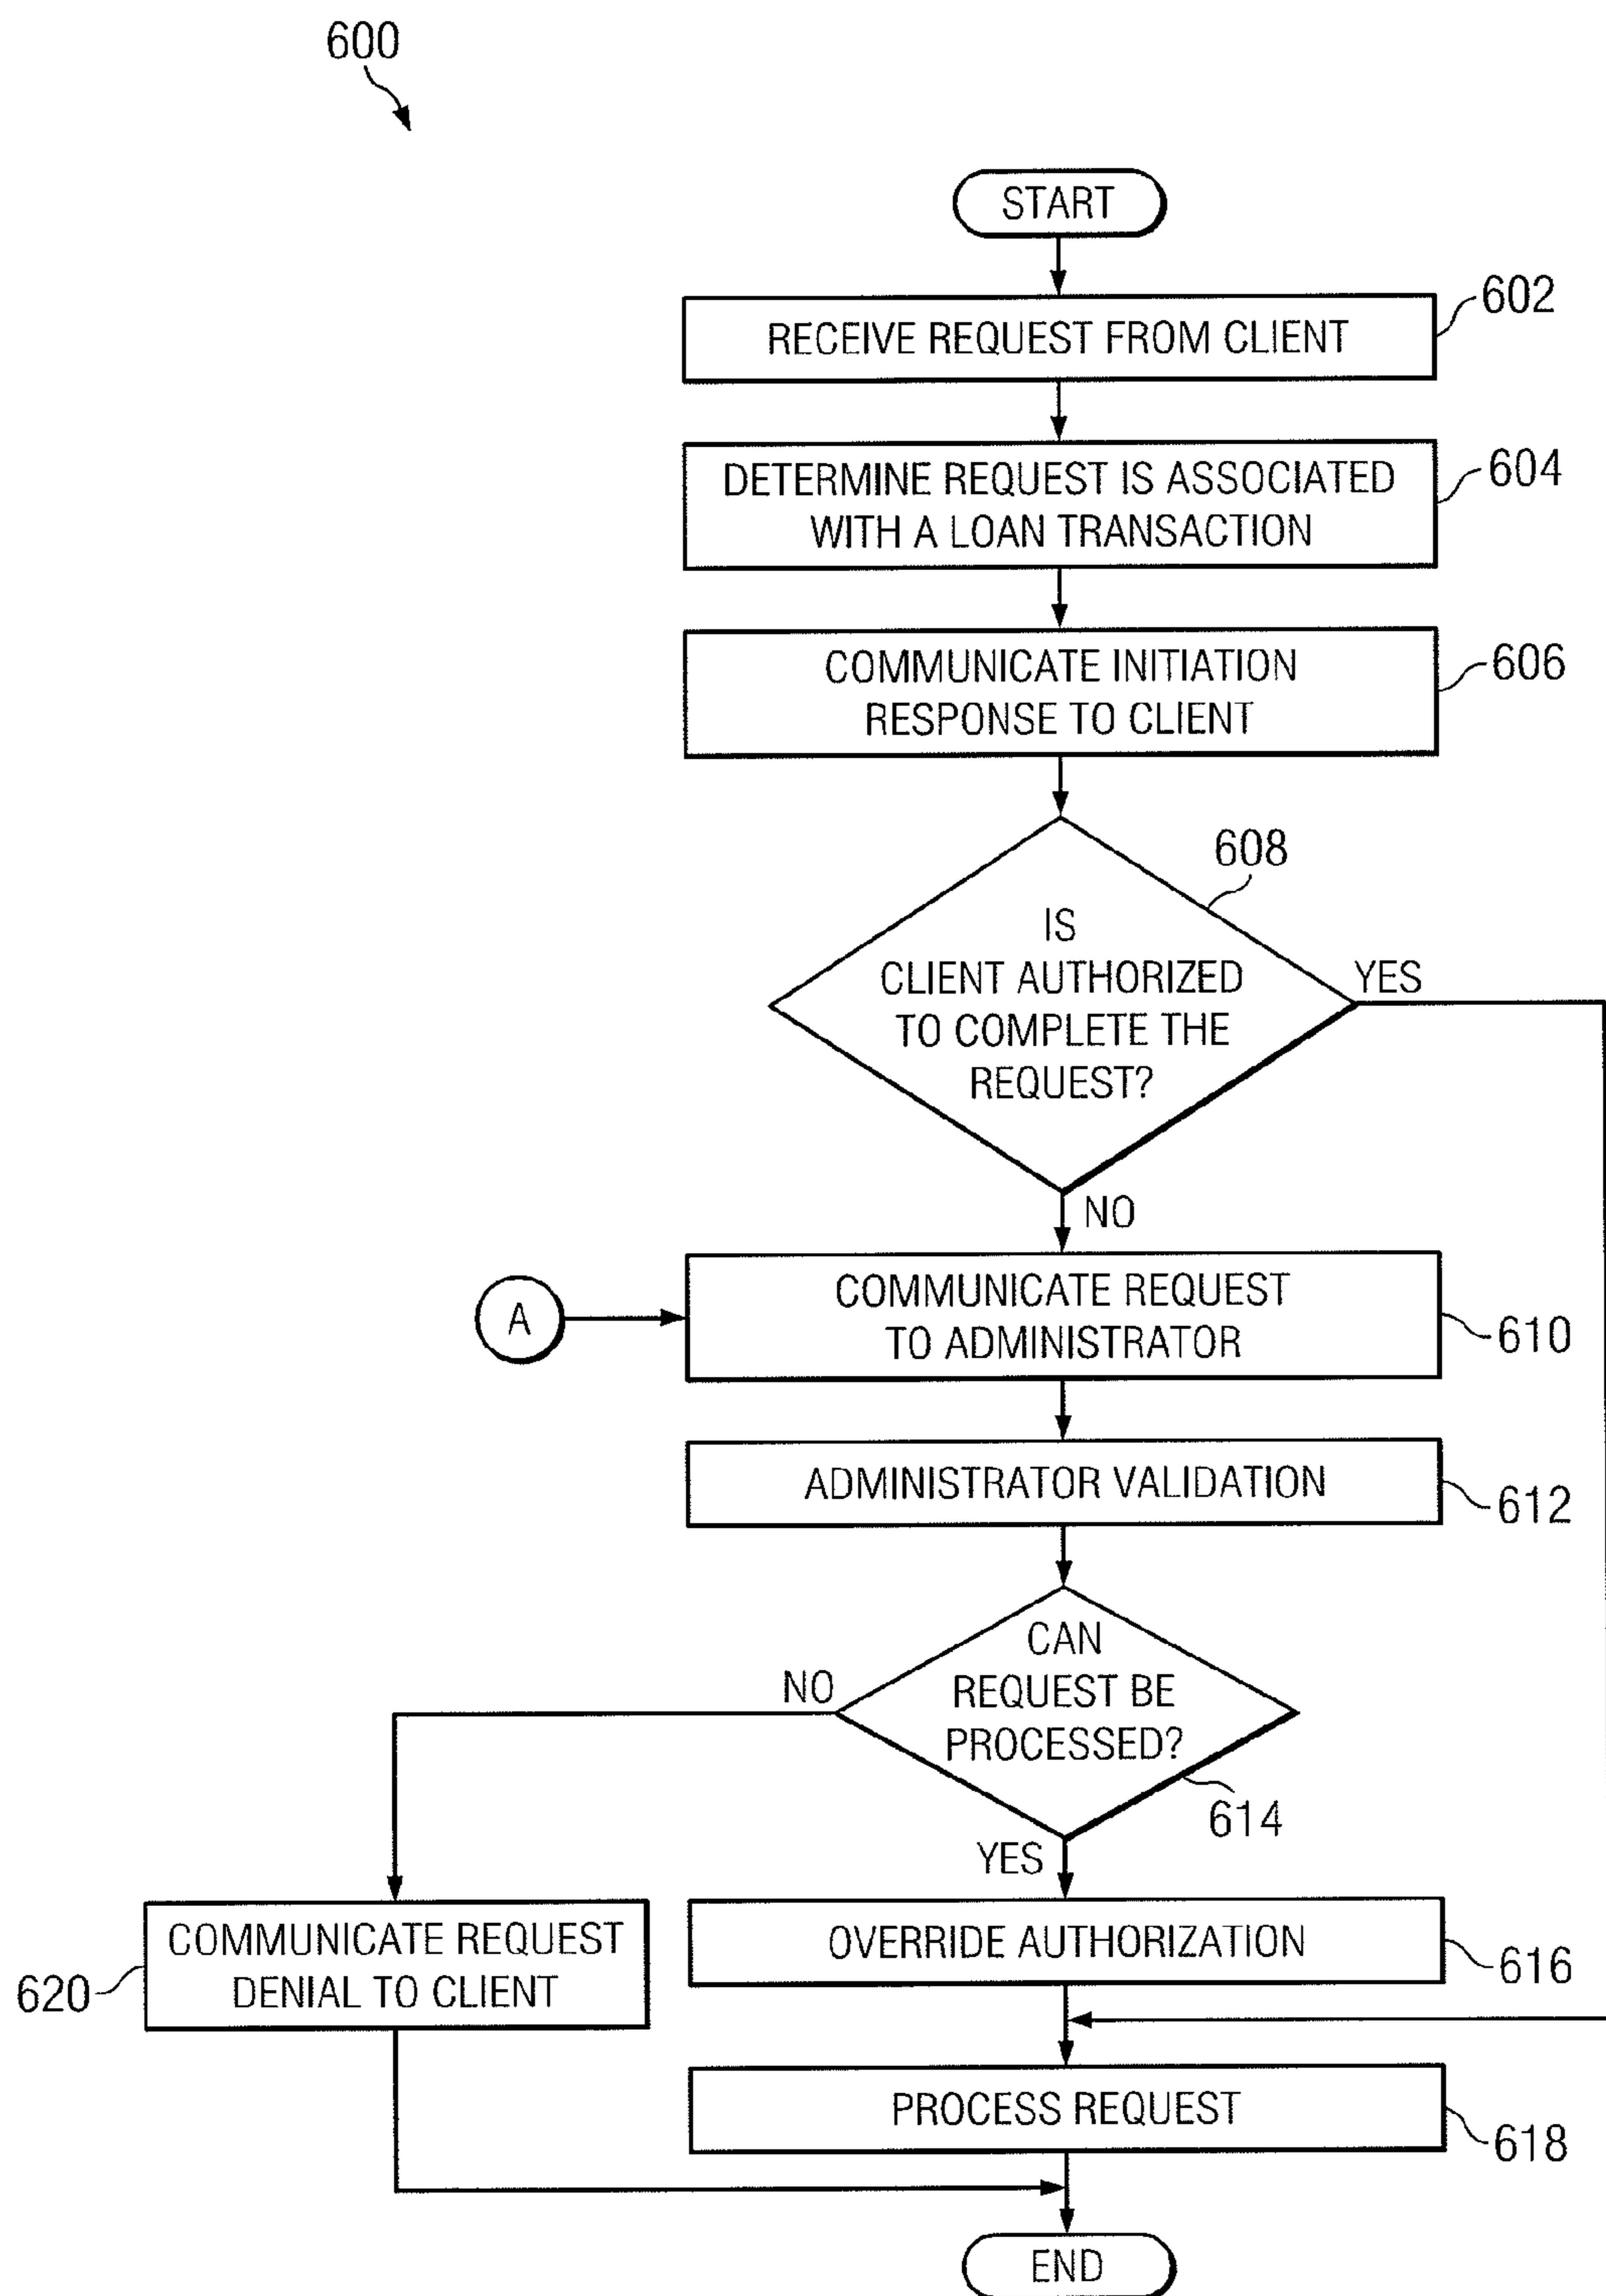 600
START
RECEIVE REQUEST FROM CLIENT
602
DETERMINE REQUEST IS ASSOCIATED
WITH A LOAN TRANSACTION
604
COMMUNICATE INITIATION
RESPONSE TO CLIENT
606
608
IS
CLIENT AUTHORIZED
TO COMPLETE THE
REQUEST?
YES
NO
A
COMMUNICATE REQUEST
TO ADMINISTRATOR
610
ADMINISTRATOR VALIDATION
612
CAN
REQUEST BE
PROCESSED?
NO
614
YES
COMMUNICATE REQUEST
DENIAL TO CLIENT
620
OVERRIDE AUTHORIZATION
616
PROCESS REQUEST
618
END